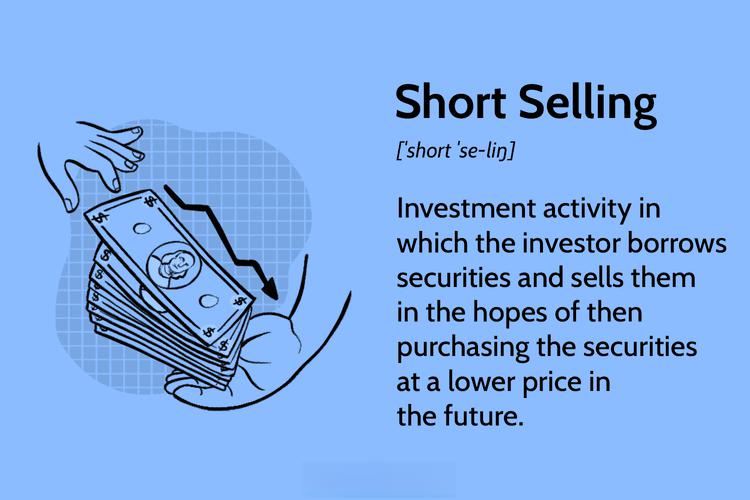 Short Selling
[ˈshort ˈse-liŋ]
Investment activity in
which the investor borrows
securities and sells them
in the hopes of then
purchasing the securities
at a lower price in
the future.
$
$
$
$
$
$